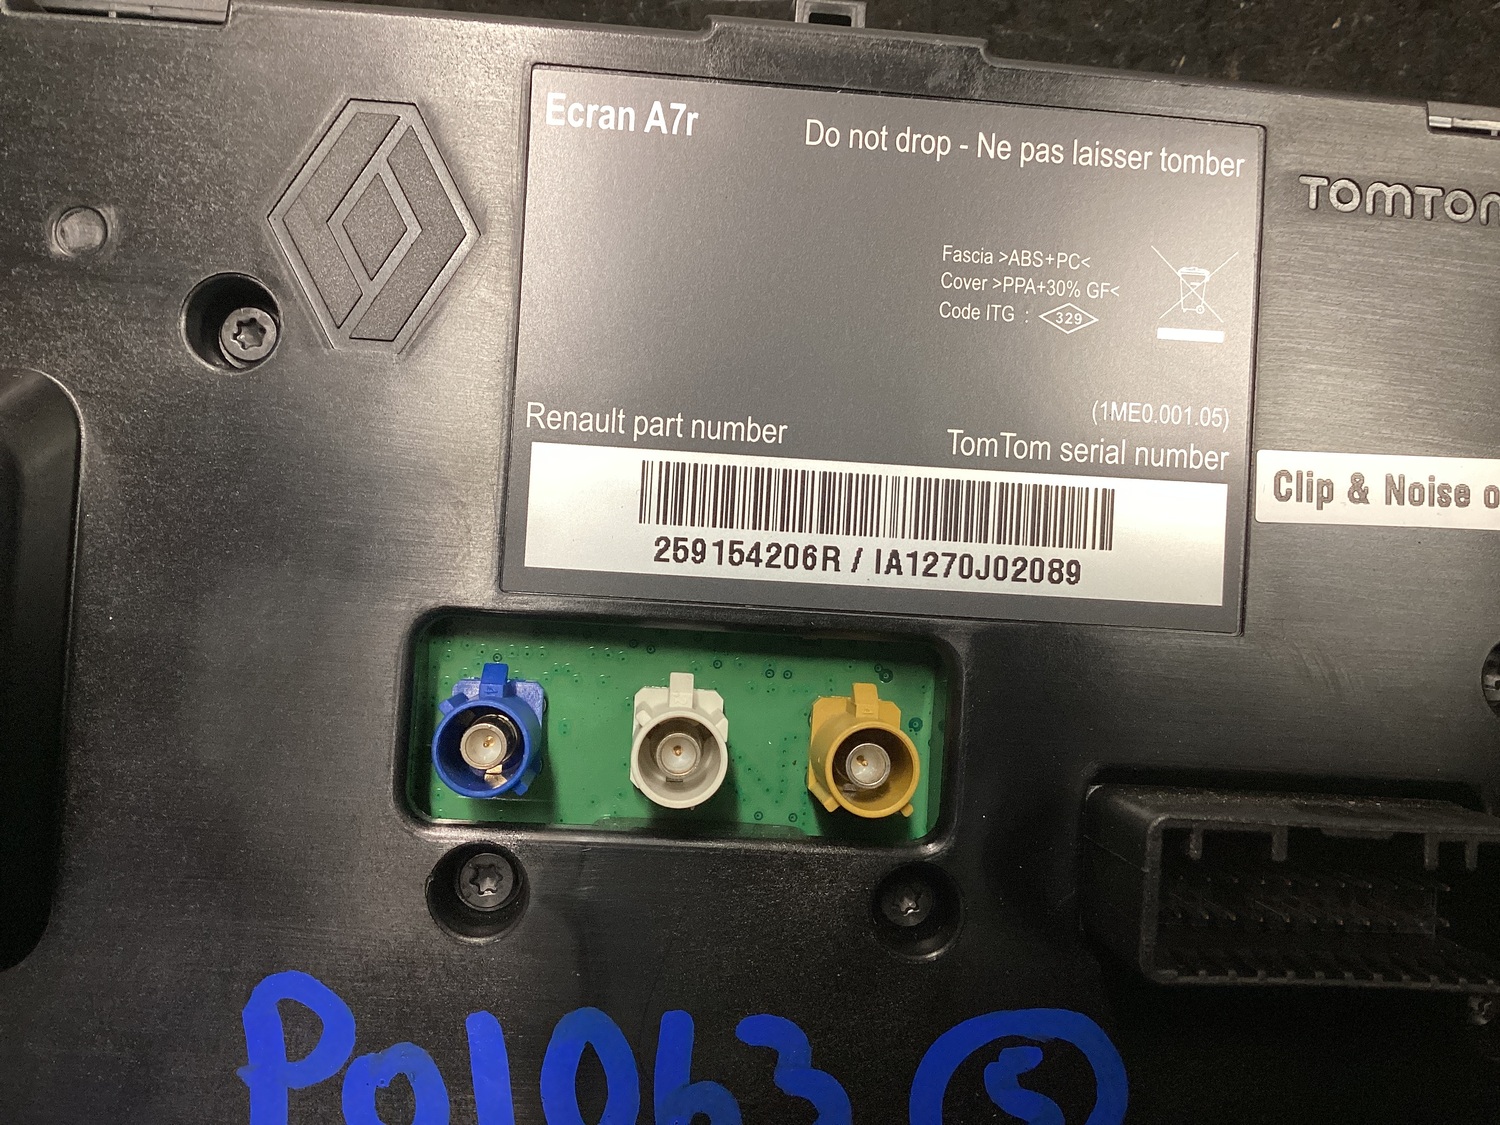 Ecran A7r
Do not drop - Ne pas laisser tomber
TOMTOM
Fascia >ABS+PC<
Cover >PPA+30% GF<
Code ITG : 329
(1ME0.001.05)
Renault part number
TomTom serial number
Clip & Noise o
259154206R / IA1270J02089